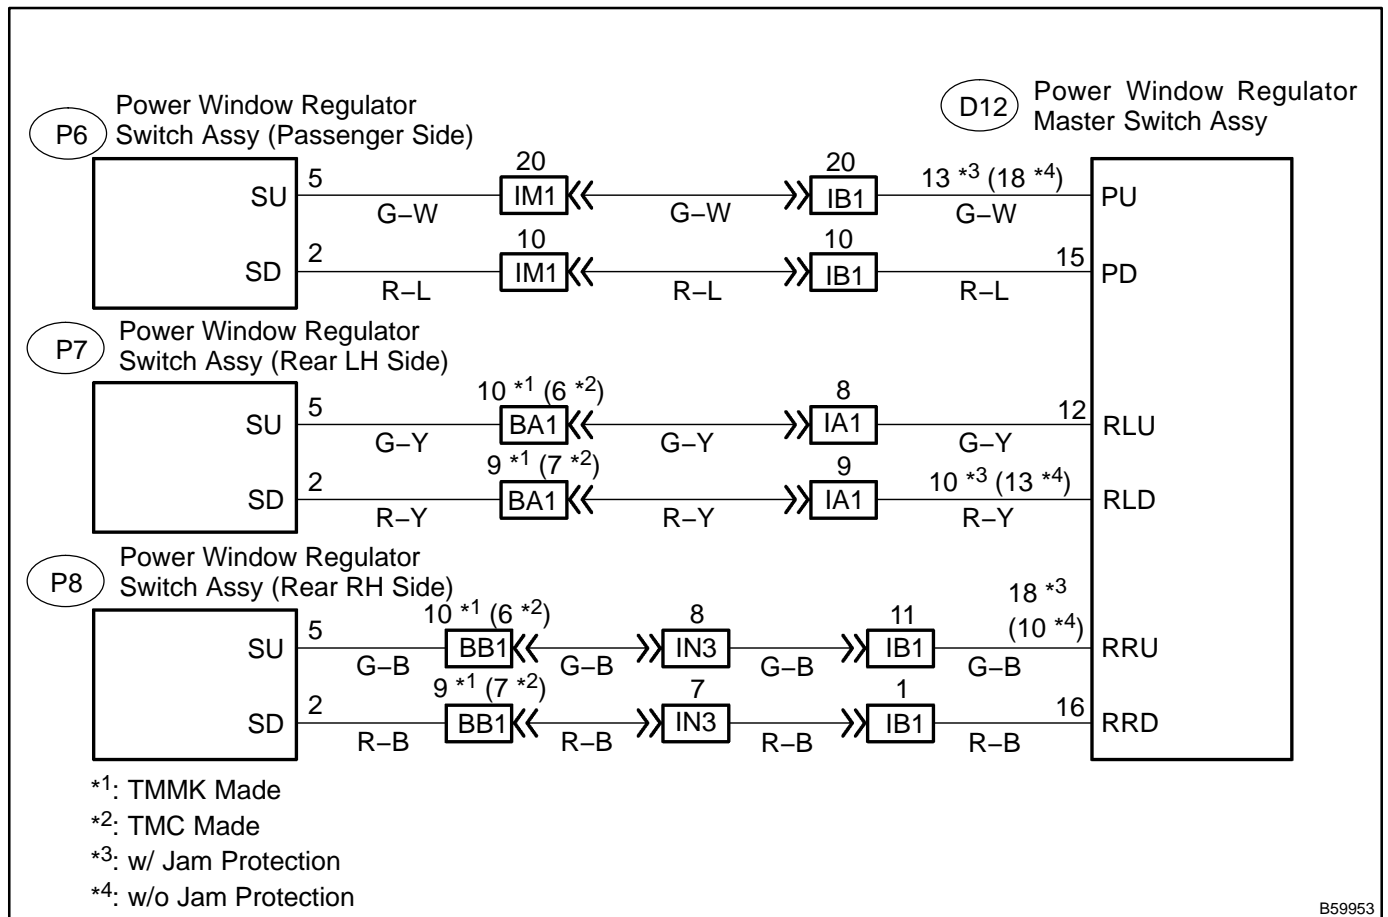 P6
Power Window Regulator
Switch Assy (Passenger Side)
D12
Power Window Regulator
Master Switch Assy
SU 5 G–W 20 IM1 G–W 20 IB1 13 *3 (18 *4) G–W PU
SD 2 R–L 10 IM1 R–L 10 IB1 15 R–L PD
P7
Power Window Regulator
Switch Assy (Rear LH Side)
SU 5 G–Y 10 *1 (6 *2) BA1 G–Y 8 IA1 12 G–Y RLU
SD 2 R–Y 9 *1 (7 *2) BA1 R–Y 9 IA1 10 *3 (13 *4) R–Y RLD
P8
Power Window Regulator
Switch Assy (Rear RH Side)
SU 5 G–B 10 *1 (6 *2) BB1 G–B 8 IN3 G–B 11 IB1 18 *3 (10 *4) G–B RRU
SD 2 R–B 9 *1 (7 *2) BB1 R–B 7 IN3 R–B 1 IB1 16 R–B RRD
*1: TMMK Made
*2: TMC Made
*3: w/ Jam Protection
*4: w/o Jam Protection
B59953